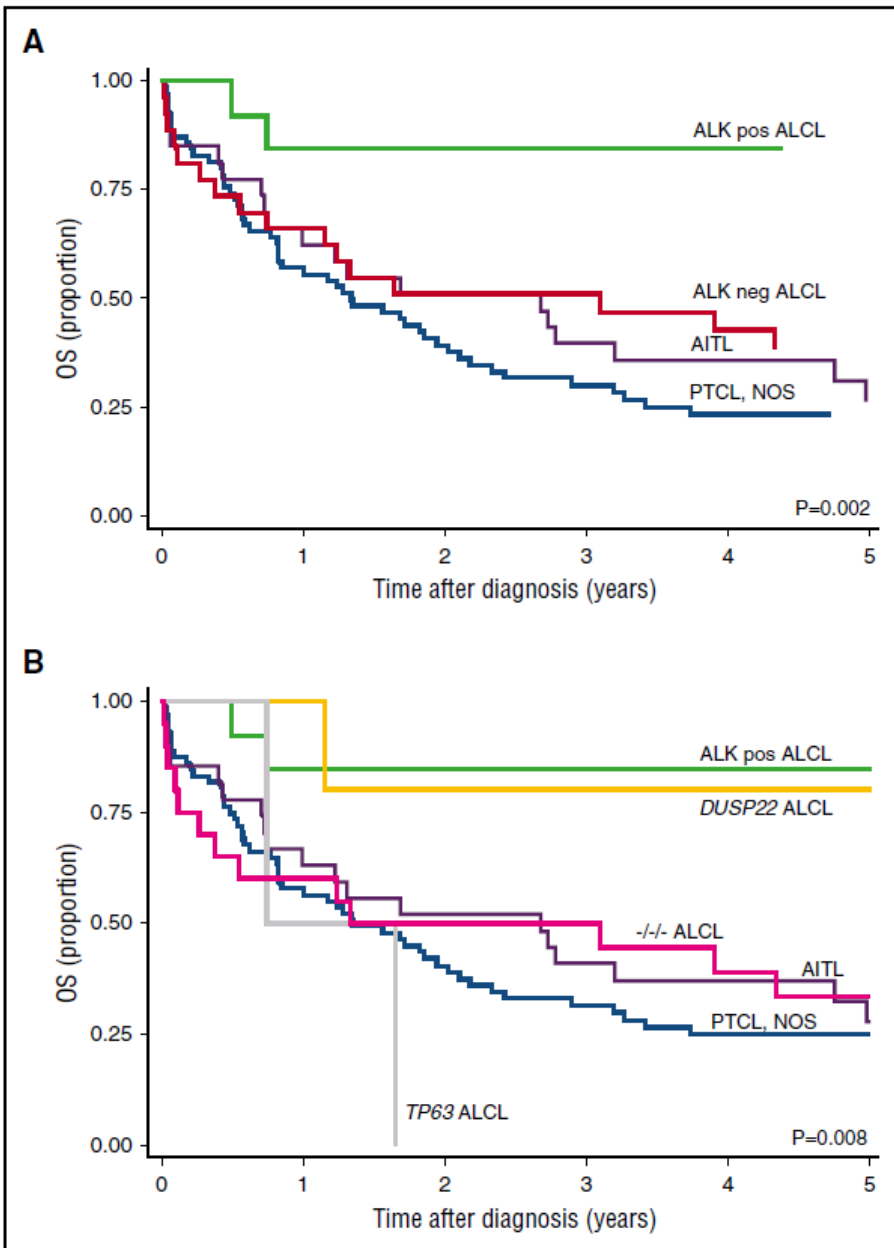 A
1.00
0.75
0.50
0.25
0.00
OS (proportion)
ALK pos ALCL
ALK neg ALCL
AITL
PTCL, NOS
P=0.002
0 1 2 3 4 5
Time after diagnosis (years)
B
1.00
0.75
0.50
0.25
0.00
OS (proportion)
ALK pos ALCL
DUSP22 ALCL
-/-/- ALCL
AITL
PTCL, NOS
TP63 ALCL
P=0.008
0 1 2 3 4 5
Time after diagnosis (years)